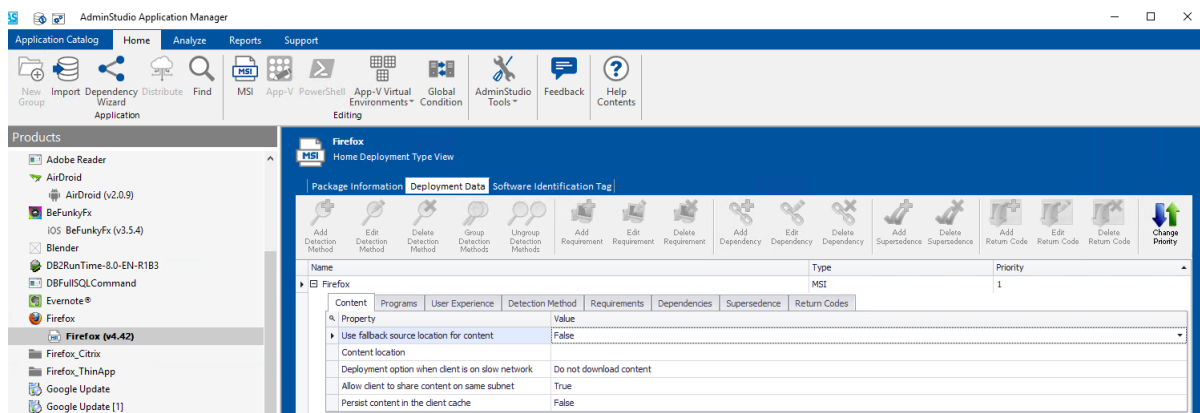 AdminStudio Application Manager
Application Catalog Home Analyze Reports Support
New Group Import Dependency Wizard Distribute Find MSI App-V PowerShell App-V Virtual Environments Global Condition AdminStudio Tools Feedback Help Contents
Application Editing
Products
Adobe Reader
AirDroid
AirDroid (v2.0.9)
BeFunkyFx
iOS BeFunkyFx (v3.5.4)
Blender
DB2RunTime-8.0-EN-R1B3
DBFullSQLCommand
Evernote®
Firefox
Firefox (v4.42)
Firefox_Citrix
Firefox_ThinApp
Google Update
Google Update [1]
MSI
Firefox
Home Deployment Type View
Package Information Deployment Data Software Identification Tag
Add Detection Method Edit Detection Method Delete Detection Method Group Detection Methods Ungroup Detection Methods Add Requirement Edit Requirement Delete Requirement Add Dependency Edit Dependency Delete Dependency Add Supersedence Delete Supersedence Add Return Code Edit Return Code Delete Return Code Change Priority
Name Type Priority
Firefox MSI 1
Content Programs User Experience Detection Method Requirements Dependencies Supersedence Return Codes
Property Value
Use fallback source location for content False
Content location
Deployment option when client is on slow network Do not download content
Allow client to share content on same subnet True
Persist content in the client cache False